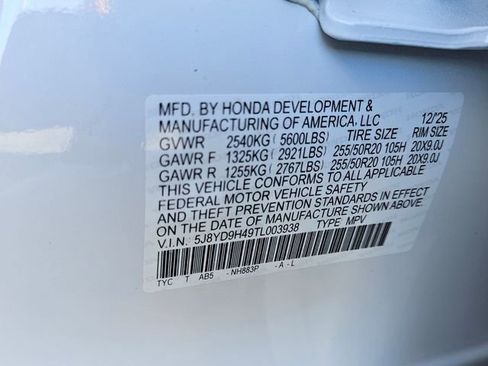 MFD. BY HONDA DEVELOPMENT &
MANUFACTURING OF AMERICA, LLC 12/25
GVWR 2540KG(5600LBS) TIRE SIZE RIM SIZE
GAWR F 1325KG(2921LBS) 255/50R20 105H 20X9.0J
GAWR R 1255KG(2767LBS) 255/50R20 105H 20X9.0J
THIS VEHICLE CONFORMS TO ALL APPLICABLE
FEDERAL MOTOR VEHICLE SAFETY
AND THEFT PREVENTION STANDARDS IN EFFECT
ON THE DATE OF MANUFACTURE SHOWN ABOVE.
V.I.N. 5J8YD9H49TL003938 TYPE MPV
TYC T AB5 - NH883P - A - L